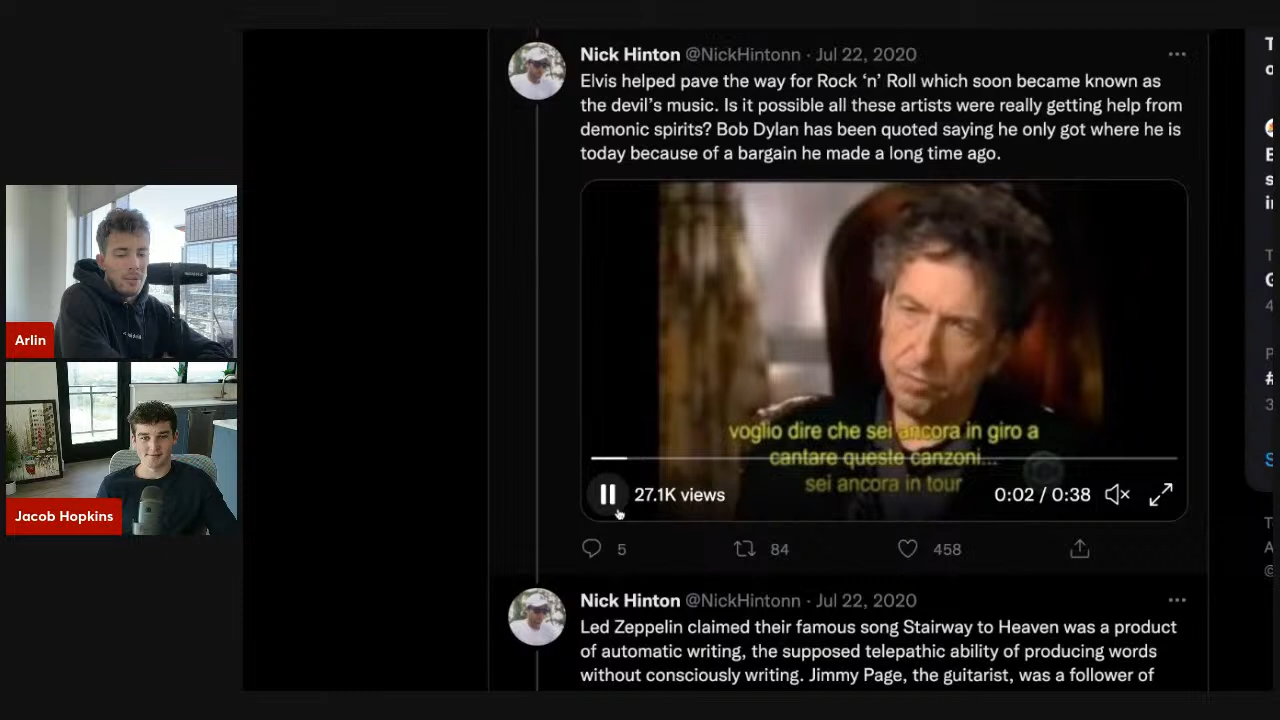 Nick Hinton @NickHintonn · Jul 22, 2020
Elvis helped pave the way for Rock ‘n’ Roll which soon became known as
the devil’s music. Is it possible all these artists were really getting help from
demonic spirits? Bob Dylan has been quoted saying he only got where he is
today because of a bargain he made a long time ago.
voglio dire che sei ancora in giro a
cantare queste canzoni...
sei ancora in tour
27.1K views
0:02 / 0:38
5
84
458
Nick Hinton @NickHintonn · Jul 22, 2020
Led Zeppelin claimed their famous song Stairway to Heaven was a product
of automatic writing, the supposed telepathic ability of producing words
without consciously writing. Jimmy Page, the guitarist, was a follower of
Arlin
Jacob Hopkins